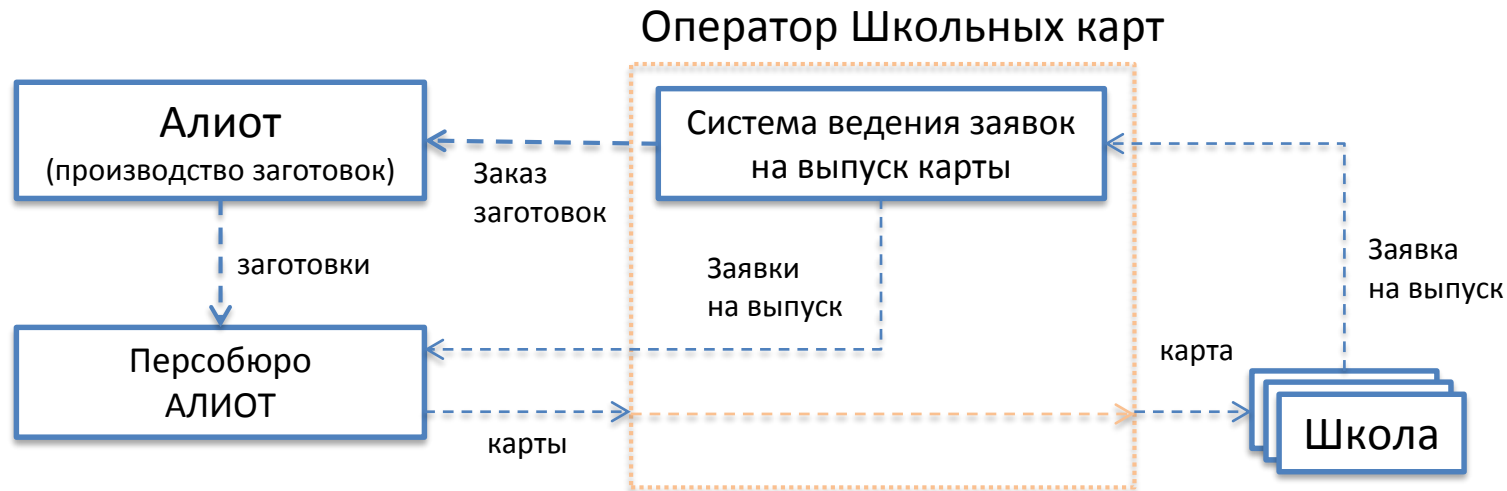 Оператор Школьных карт
Алиот
(производство заготовок)
Система ведения заявок
на выпуск карты
Заказ
заготовок
заготовки
Заявки
на выпуск
Заявка
на выпуск
Персобюро
АЛИОТ
карты
карта
Школа